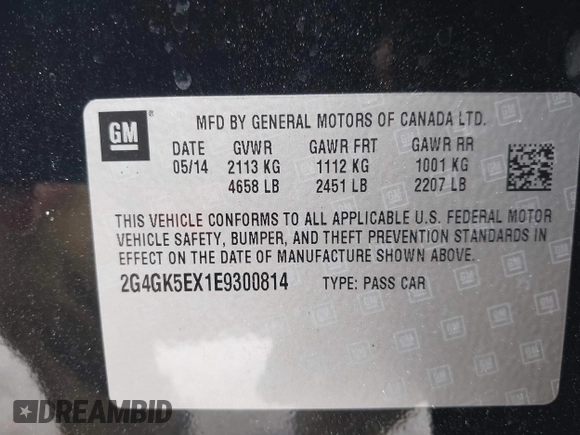 GM ®
MFD BY GENERAL MOTORS OF CANADA LTD.
DATE GVWR GAWR FRT GAWR RR
05/14 2113 KG 1112 KG 1001 KG
4658 LB 2451 LB 2207 LB
THIS VEHICLE CONFORMS TO ALL APPLICABLE U.S. FEDERAL MOTOR
VEHICLE SAFETY, BUMPER, AND THEFT PREVENTION STANDARDS IN
EFFECT ON THE DATE OF MANUFACTURE SHOWN ABOVE.
2G4GK5EX1E9300814 TYPE: PASS CAR
DREAMBID